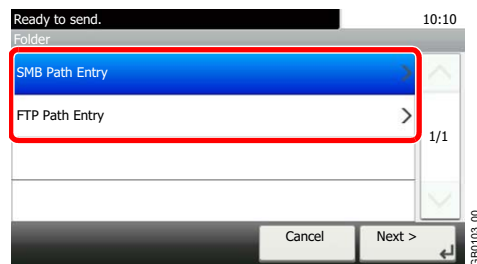 Ready to send. 10:10
Folder
SMB Path Entry
FTP Path Entry
1/1
Cancel Next >
GB0103_00